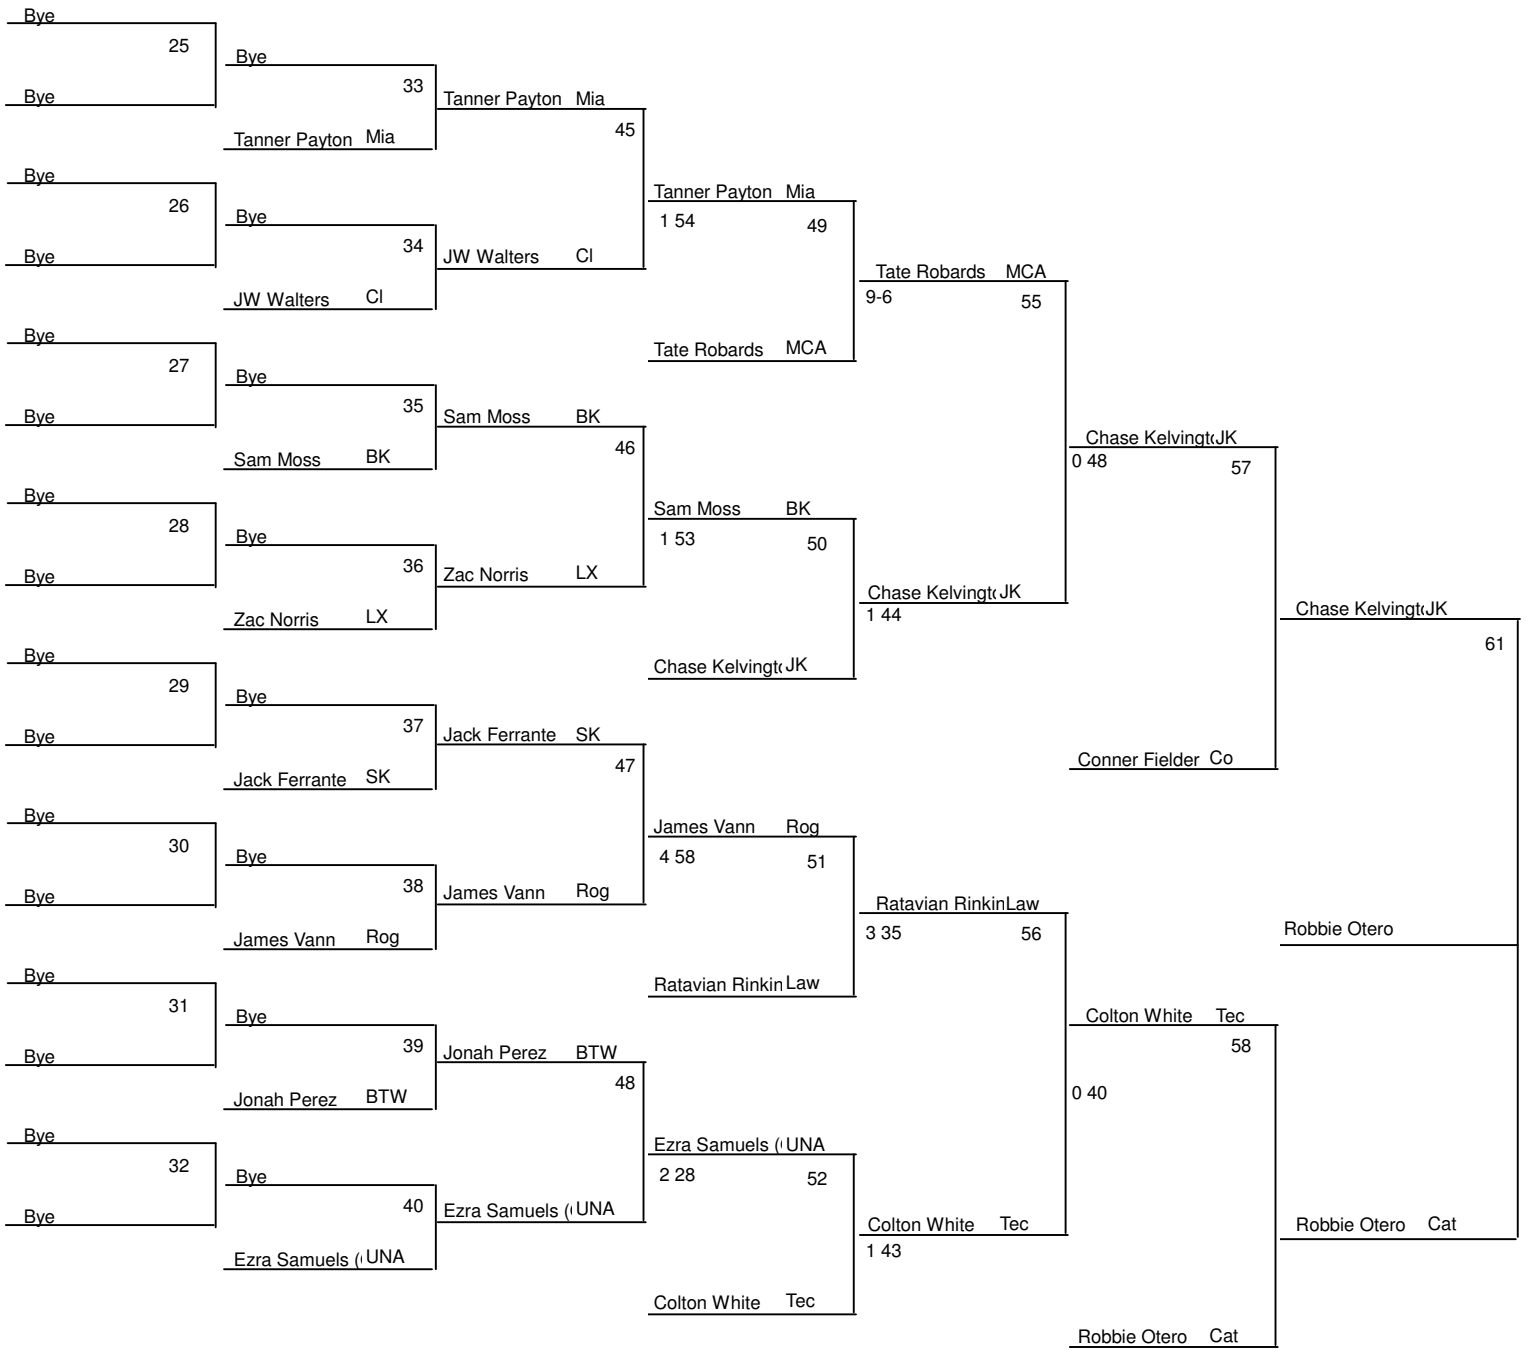 Bye
25
Bye
Bye
33
Tanner Payton Mia
Bye
45
Tanner Payton Mia
Bye
Tanner Payton Mia
26
Bye
1 54
49
34
JW Walters Cl
Bye
Tate Robards MCA
JW Walters Cl
9-6
55
Bye
Tate Robards MCA
27
Bye
35
Sam Moss BK
Bye
Chase Kelvingt JK
46
Sam Moss BK
0 48
57
Bye
Sam Moss BK
28
Bye
1 53
50
36
Zac Norris LX
Bye
Chase Kelvingt JK
Zac Norris LX
1 44
Chase Kelvingt JK
61
Bye
Chase Kelvingt JK
29
Bye
37
Jack Ferrante SK
Bye
Conner Fielder Co
47
Jack Ferrante SK
Bye
James Vann Rog
30
Bye
4 58
51
38
James Vann Rog
Bye
Ratavian Rinkin Law
Robbie Otero
James Vann Rog
3 35
56
Bye
Ratavian Rinkin Law
31
Bye
Colton White Tec
39
Jonah Perez BTW
58
Bye
48
Jonah Perez BTW
0 40
Bye
Ezra Samuels ( UNA
32
Bye
2 28
52
40
Ezra Samuels ( UNA
Bye
Colton White Tec
Robbie Otero Cat
Ezra Samuels ( UNA
1 43
Colton White Tec
Robbie Otero Cat